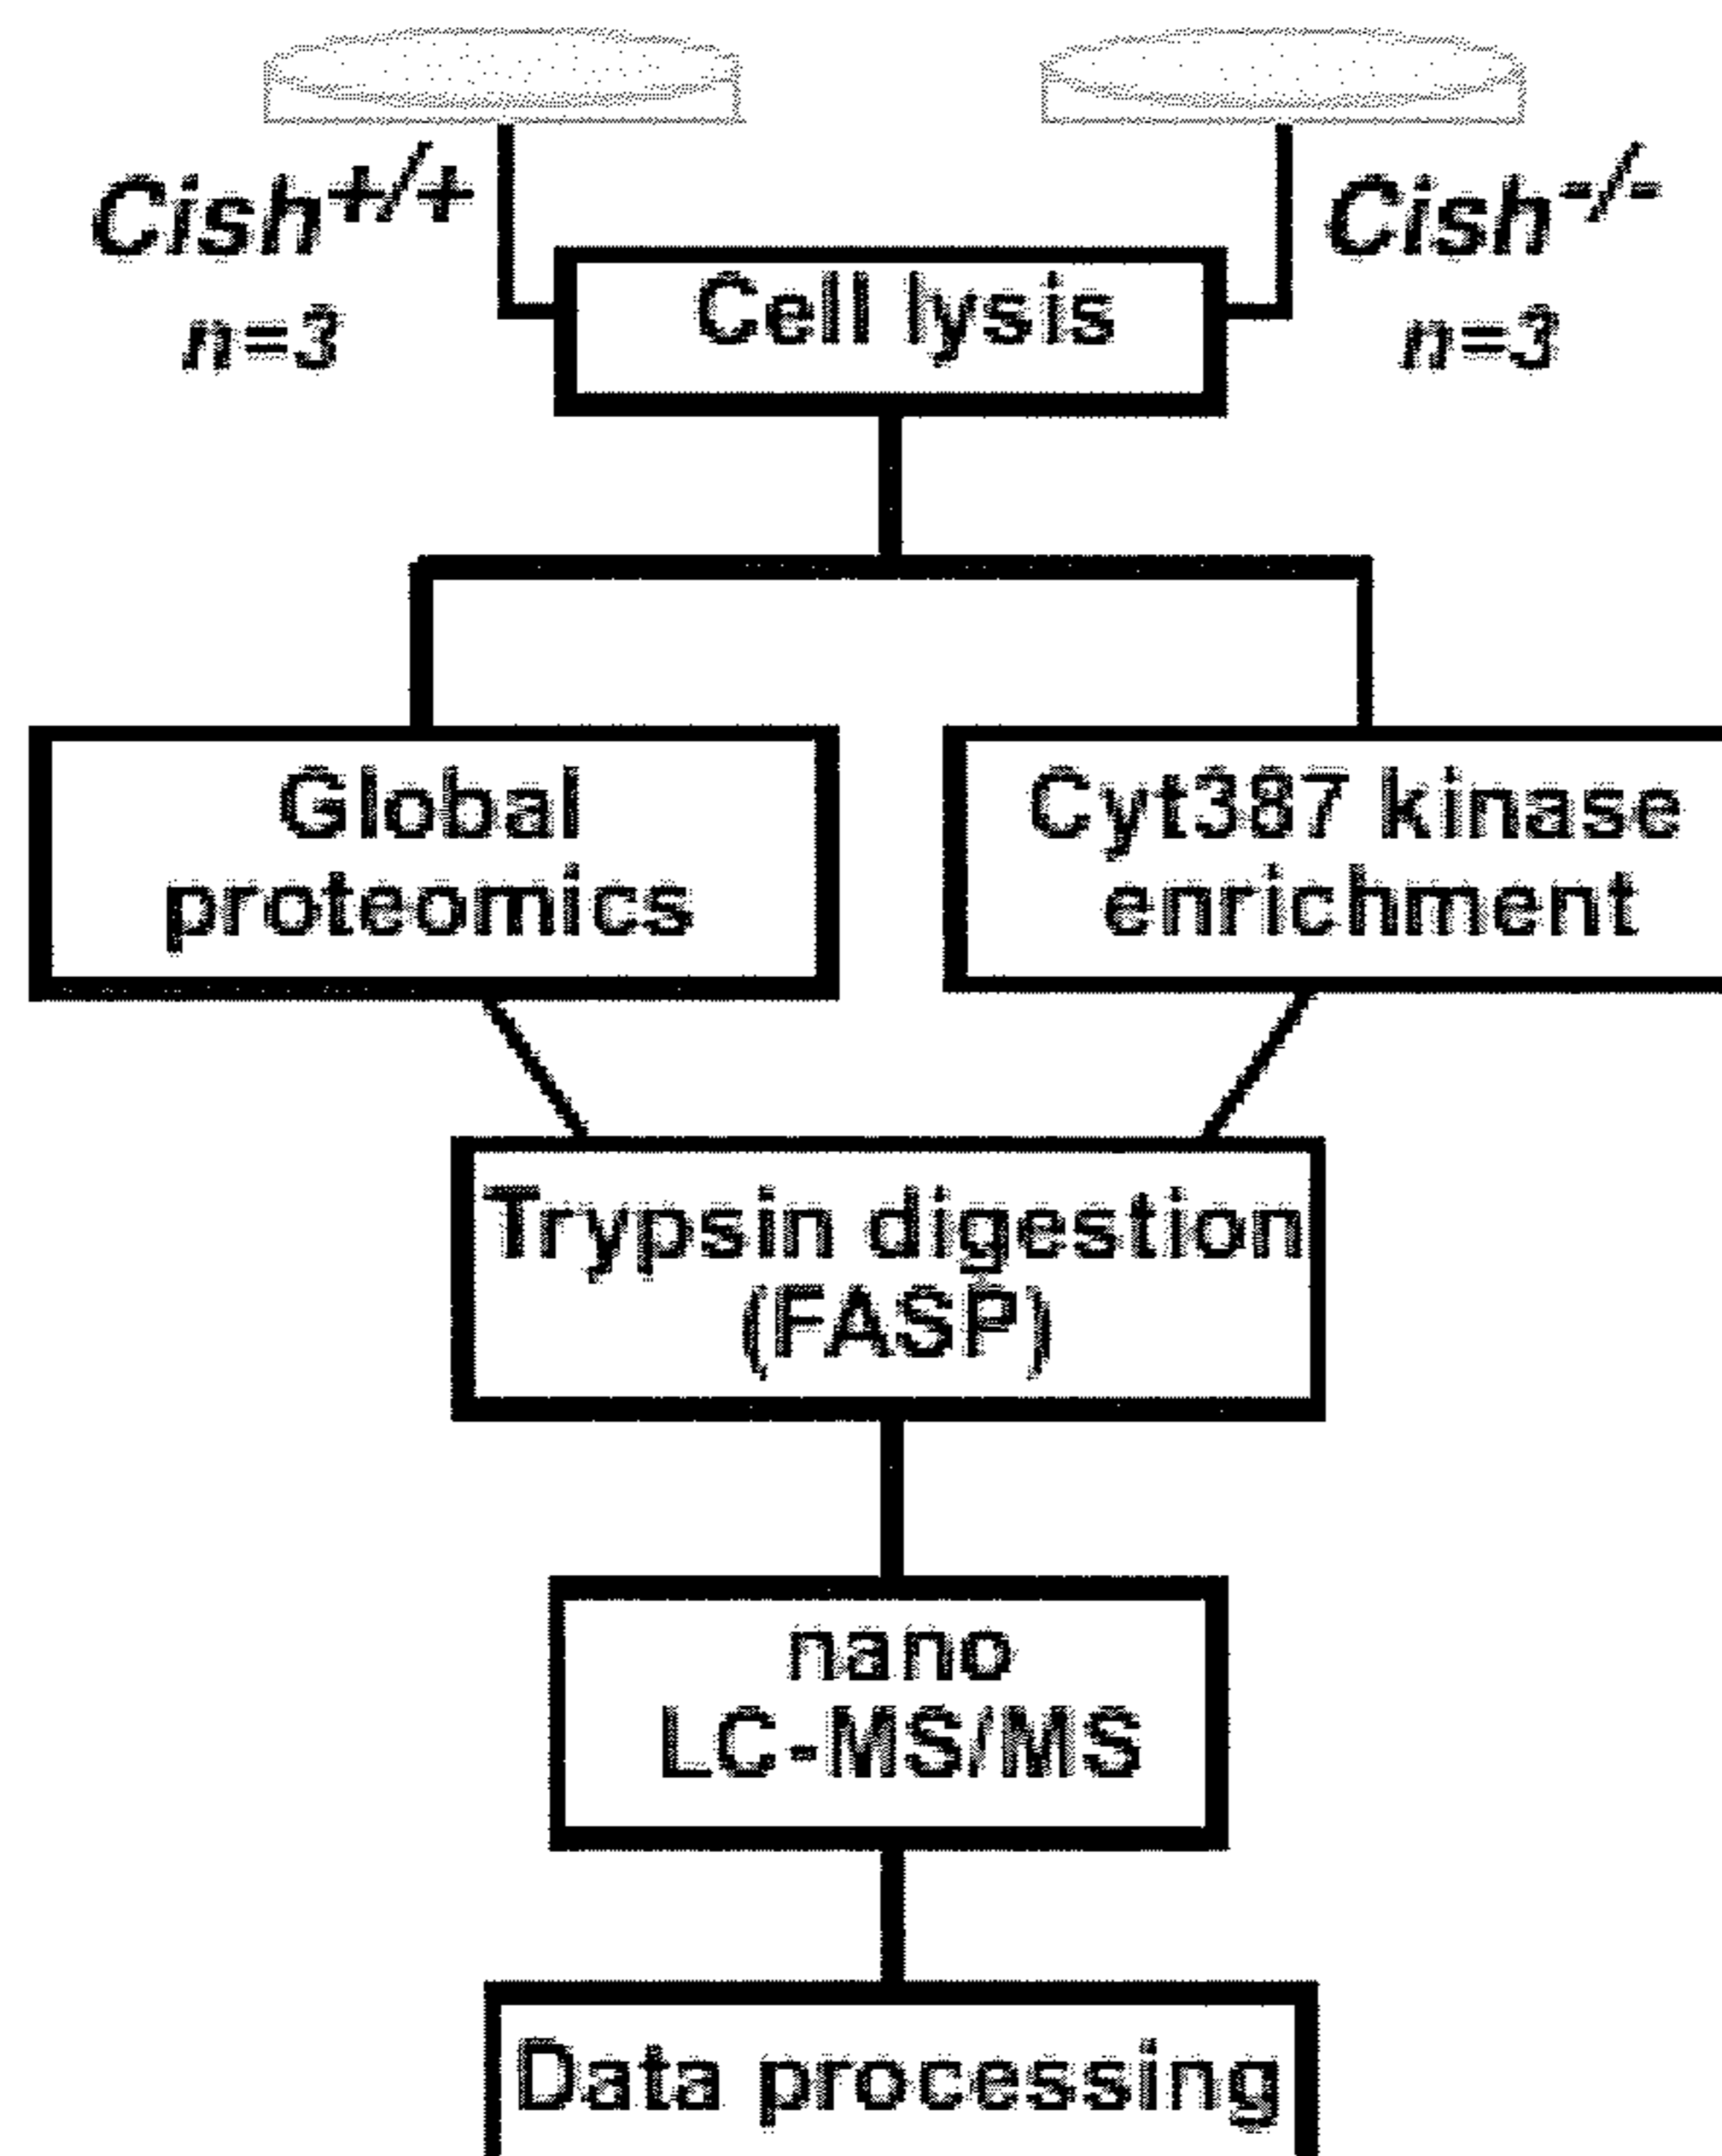 Cish+/+
n=3
Cish-/-
n=3
Cell lysis
Global
proteomics
Cyt387 kinase
enrichment
Trypsin digestion
(FASP)
nano
LC-MS/MS
Data processing